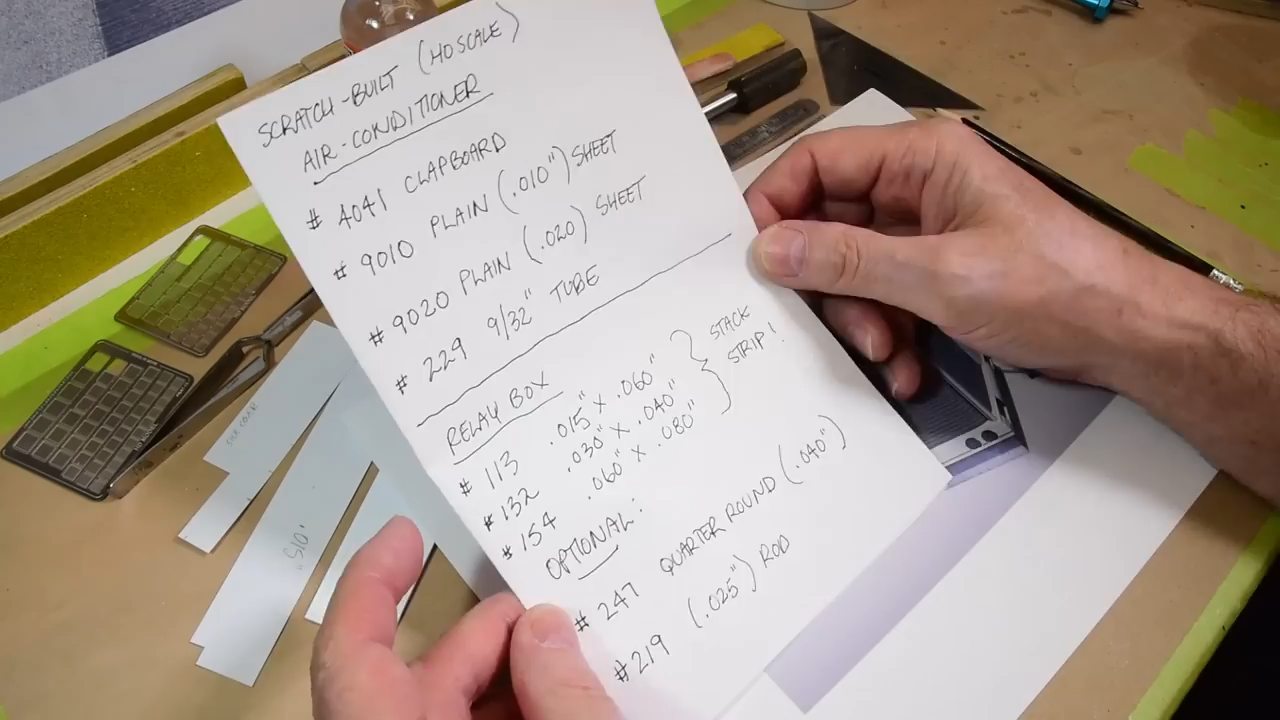 SCRATCH-BUILT (HO SCALE)
AIR-CONDITIONER
# 4041 CLAPBOARD
# 9010 PLAIN (.010") SHEET
# 9020 PLAIN (.020) SHEET
# 229 9/32" TUBE
RELAY BOX
# 113 .015" X .060"
# 132 .030" X .040"
# 154 .060" X .080"
STACK
STRIP!
OPTIONAL:
# 247 QUARTER ROUND (.040")
# 219 (.025") ROD